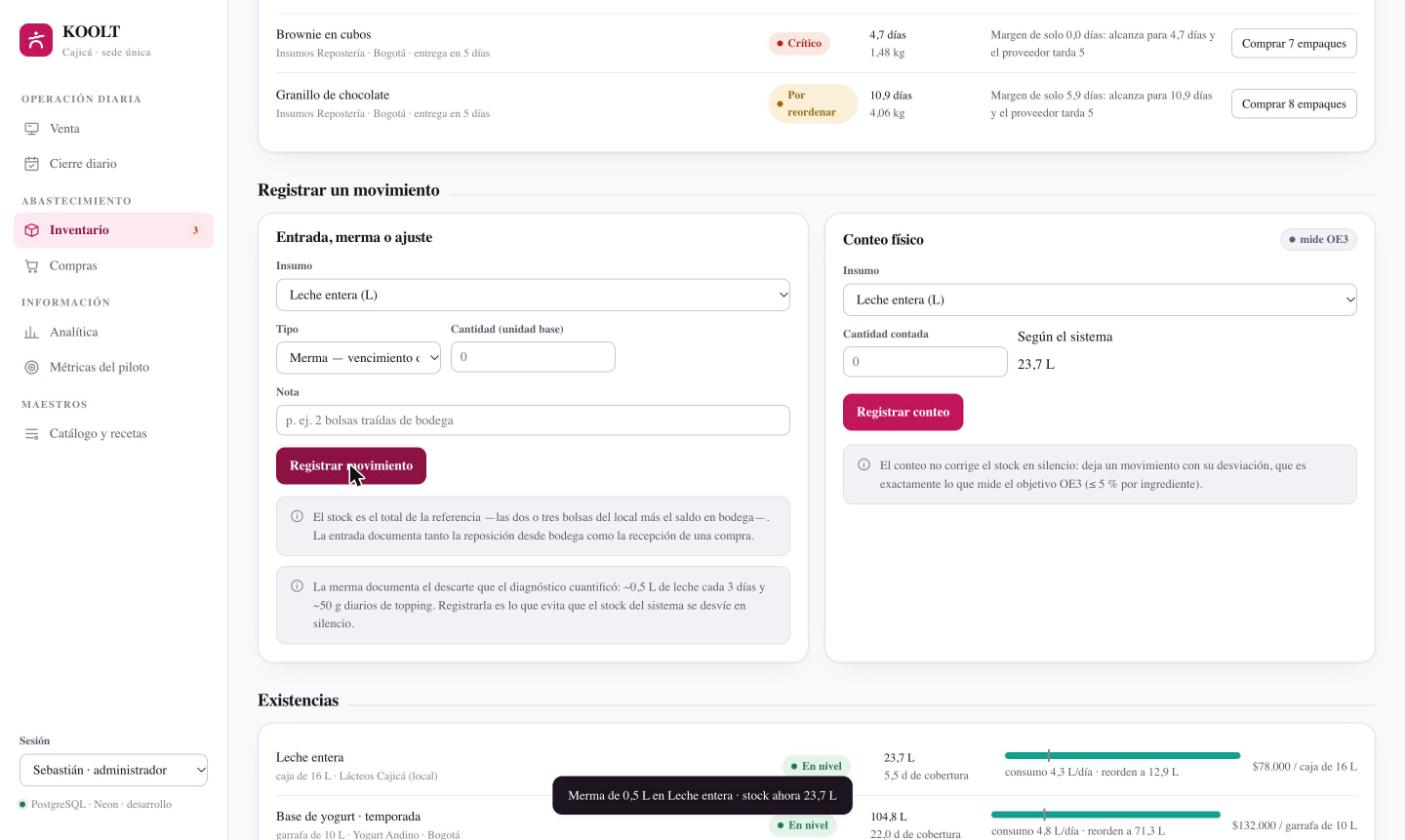 KOOLT
Cajicá · sede única
OPERACIÓN DIARIA
Venta
Cierre diario
ABASTECIMIENTO
Inventario 3
Compras
INFORMACIÓN
Analítica
Métricas del piloto
MAESTROS
Catálogo y recetas
Sesión
Sebastián · administrador
PostgreSQL · Neon · desarrollo
Brownie en cubos
Insumos Repostería · Bogotá · entrega en 5 días
Crítico
4,7 días
1,48 kg
Margen de solo 0,0 días: alcanza para 4,7 días y
el proveedor tarda 5
Comprar 7 empaques
Granillo de chocolate
Insumos Repostería · Bogotá · entrega en 5 días
Por
reordenar
10,9 días
4,06 kg
Margen de solo 5,9 días: alcanza para 10,9 días
y el proveedor tarda 5
Comprar 8 empaques
Registrar un movimiento
Entrada, merma o ajuste
Insumo
Leche entera (L)
Tipo
Merma — vencimiento
Cantidad (unidad base)
0
Nota
p. ej. 2 bolsas traídas de bodega
Registrar movimiento
El stock es el total de la referencia —las dos o tres bolsas del local más el saldo en bodega—.
La entrada documenta tanto la reposición desde bodega como la recepción de una compra.
La merma documenta el descarte que el diagnóstico cuantificó: ~0,5 L de leche cada 3 días y
~50 g diarios de topping. Registrarla es lo que evita que el stock del sistema se desvíe en
silencio.
Conteo físico
mide OE3
Insumo
Leche entera (L)
Cantidad contada
0
Según el sistema
23,7 L
Registrar conteo
El conteo no corrige el stock en silencio: deja un movimiento con su desviación, que es
exactamente lo que mide el objetivo OE3 (≤ 5 % por ingrediente).
Existencias
Leche entera
caja de 16 L · Lácteos Cajicá (local)
En nivel
23,7 L
5,5 d de cobertura
consumo 4,3 L/día · reorden a 12,9 L
$78.000 / caja de 16 L
Merma de 0,5 L en Leche entera · stock ahora 23,7 L
Base de yogurt · temporada
garrafa de 10 L · Yogurt Andino · Bogotá
En nivel
104,8 L
22,0 d de cobertura
consumo 4,8 L/día · reorden a 71,3 L
$132.000 / garrafa de 10 L